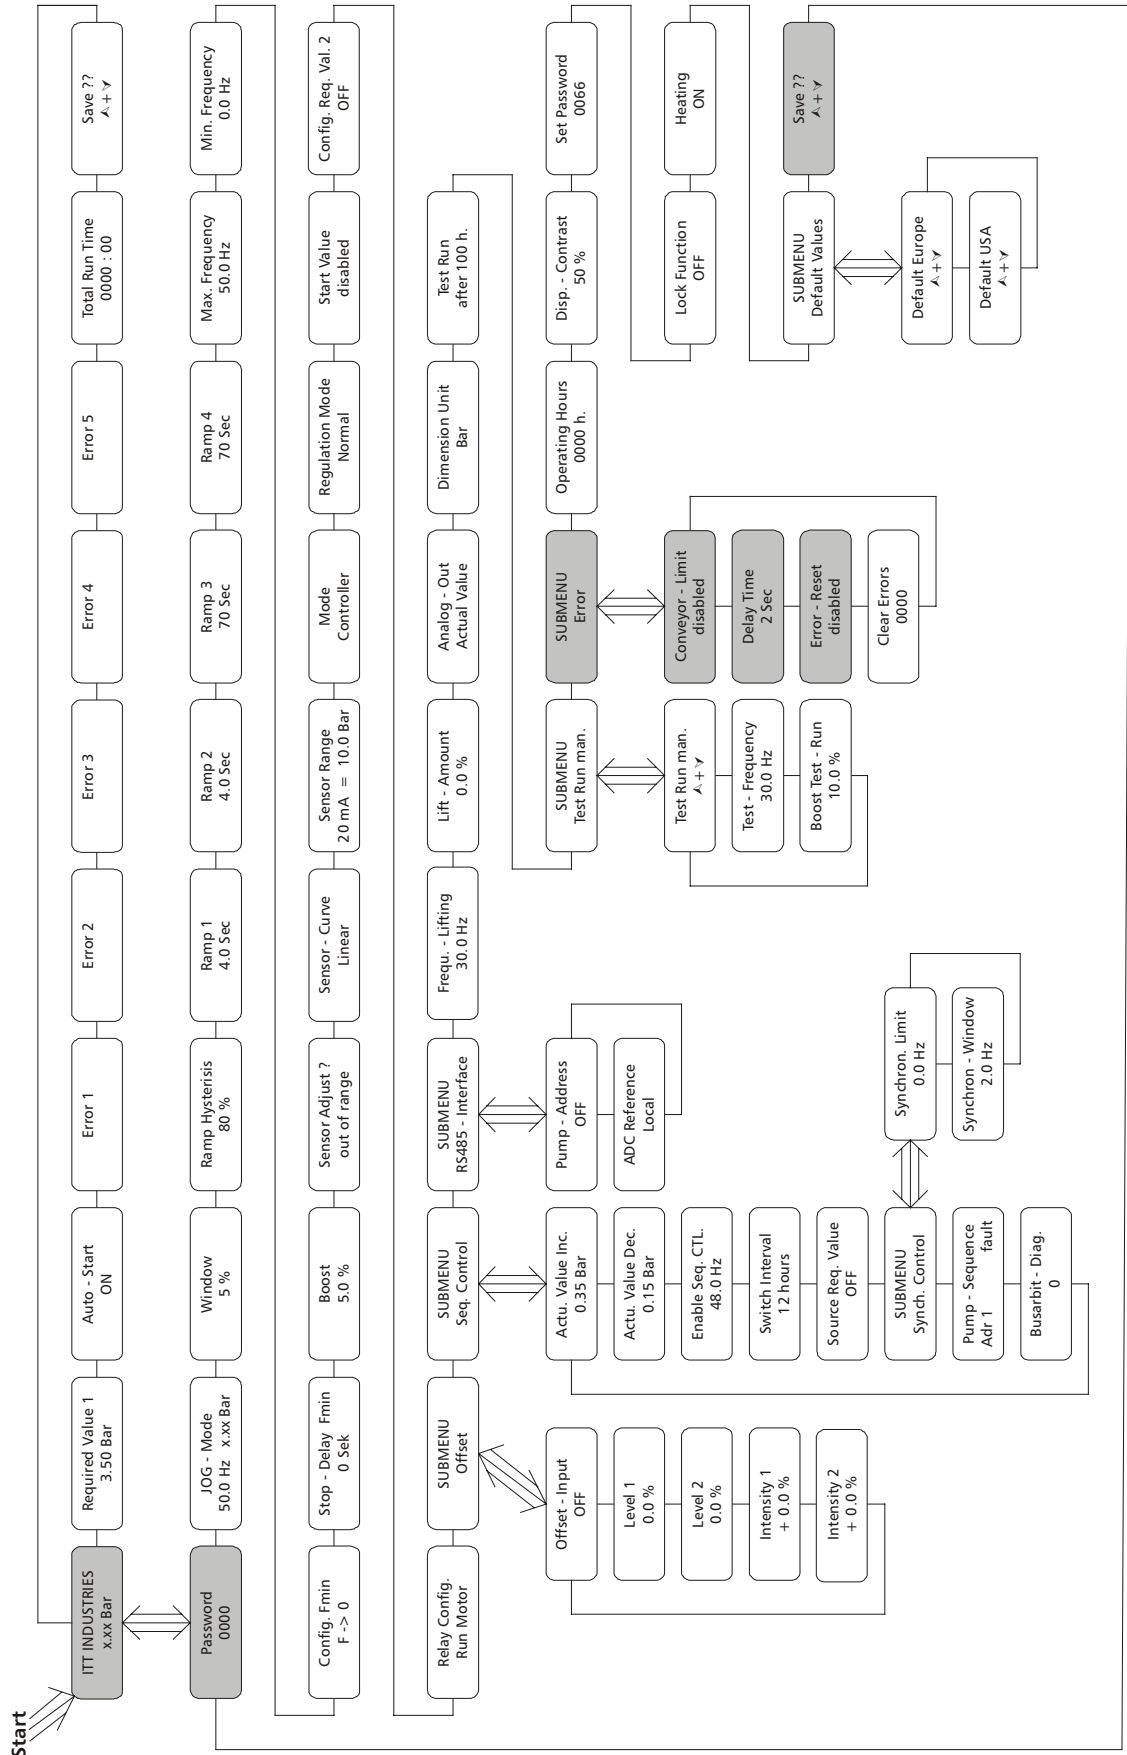 Start
ITT INDUSTRIES
x.xx Bar
Required Value 1
3.50 Bar
Auto - Start
ON
Error 1
Error 2
Error 3
Error 4
Error 5
Total Run Time
0000 : 00
Save ??
⮝ + ⮟
Password
0000
JOG - Mode
50.0 Hz x.xx Bar
Window
5 %
Ramp Hysterisis
80 %
Ramp 1
4.0 Sec
Ramp 2
4.0 Sec
Ramp 3
70 Sec
Ramp 4
70 Sec
Max. Frequency
50.0 Hz
Min. Frequency
0.0 Hz
Config. Fmin
F -> 0
Stop - Delay Fmin
0 Sek
Boost
5.0 %
Sensor Adjust ?
out of range
Sensor - Curve
Linear
Sensor Range
20 mA = 10.0 Bar
Mode
Controller
Regulation Mode
Normal
Start Value
disabled
Config. Req. Val. 2
OFF
Relay Config.
Run Motor
SUBMENU
Offset
SUBMENU
Seq. Control
SUBMENU
RS485 - Interface
Frequ. - Lifting
30.0 Hz
Lift - Amount
0.0 %
Analog - Out
Actual Value
Dimension Unit
Bar
Test Run
after 100 h.
Offset - Input
OFF
Level 1
0.0 %
Level 2
0.0 %
Intensity 1
+ 0.0 %
Intensity 2
+ 0.0 %
Actu. Value Inc.
0.35 Bar
Actu. Value Dec.
0.15 Bar
Enable Seq. CTL.
48.0 Hz
Switch Interval
12 hours
Source Req. Value
OFF
SUBMENU
Synch. Control
Pump - Sequence
Adr 1 fault
Busarbit - Diag.
0
Synchron. Limit
0.0 Hz
Synchron - Window
2.0 Hz
Pump - Address
OFF
ADC Reference
Local
SUBMENU
Test Run man.
Test Run man.
⮝ + ⮟
Test - Frequency
30.0 Hz
Boost Test - Run
10.0 %
SUBMENU
Error
Conveyor - Limit
disabled
Delay Time
2 Sec
Error - Reset
disabled
Clear Errors
0000
Operating Hours
0000 h.
Disp. - Contrast
50 %
Set Password
0066
Lock Function
OFF
Heating
ON
SUBMENU
Default Values
Save ??
⮝ + ⮟
Default Europe
⮝ + ⮟
Default USA
⮝ + ⮟